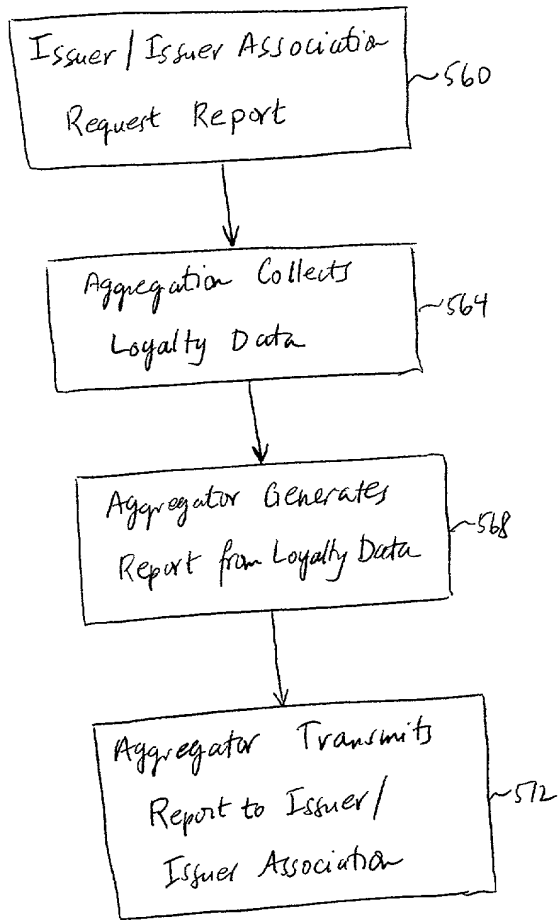 Issuer / Issuer Association
Request Report
560
Aggregation Collects
Loyalty Data
564
Aggregator Generates
Report from Loyalty Data
568
Aggregator Transmits
Report to Issuer /
Issuer Association
572